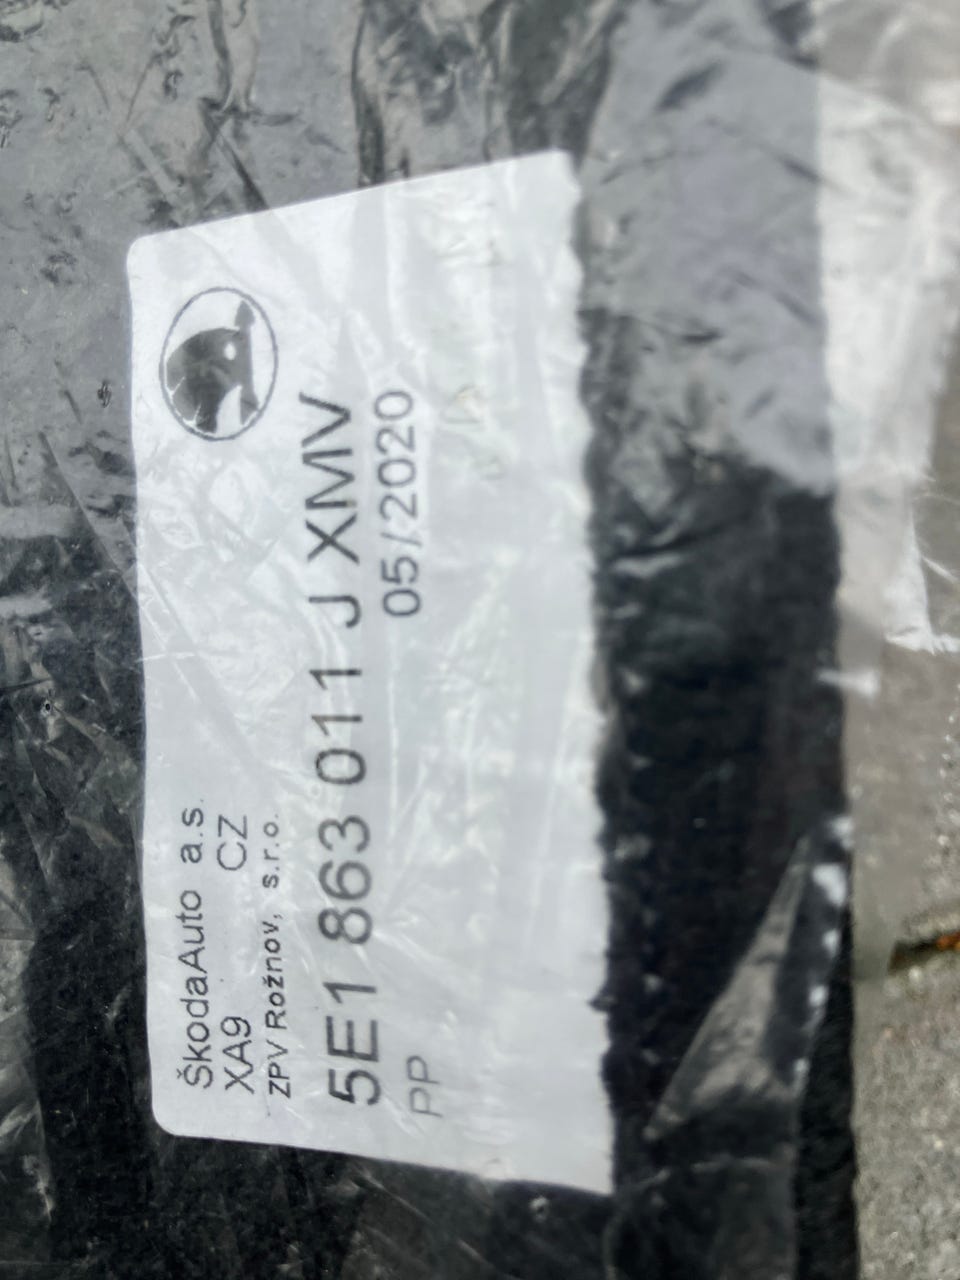 ŠkodaAuto a.s.
XA9 CZ
ZPV Rožnov, s.r.o.
5E1 863 011 J XMV
05/2020
PP